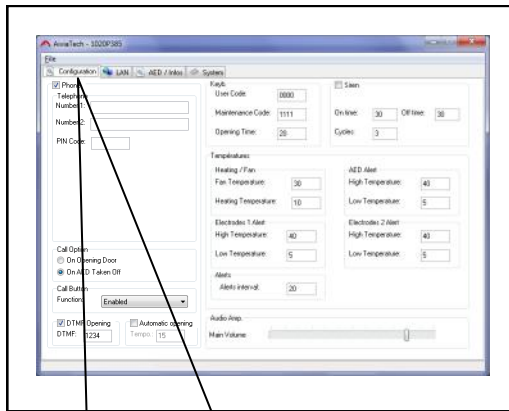 AiviaTech - 1020P385
File
Configuration LAN AED / Infos System
Phone
Telephone
Number1:
Number2:
PIN Code:
Call Option
On Opening Door
On AED Taken Off
Call Button
Function: Enabled
DTMF Opening
DTMF: 1234
Automatic opening
Tempo: 15
Keyb.
User Code: 0000
Maintenance Code: 1111
Opening Time: 28
Siren
On time: 30 Off time: 38
Cycles: 3
Températures
Heating / Fan
Fan Temperature: 30
Heating Temperature: 10
AED Alert
High Temperature: 40
Low Temperature: 5
Electrodes 1 Alert
High Temperature: 40
Low Temperature: 5
Electrodes 2 Alert
High Temperature: 40
Low Temperature: 5
Alerts
Alerts interval: 20
Audio Amp.
Main Volume